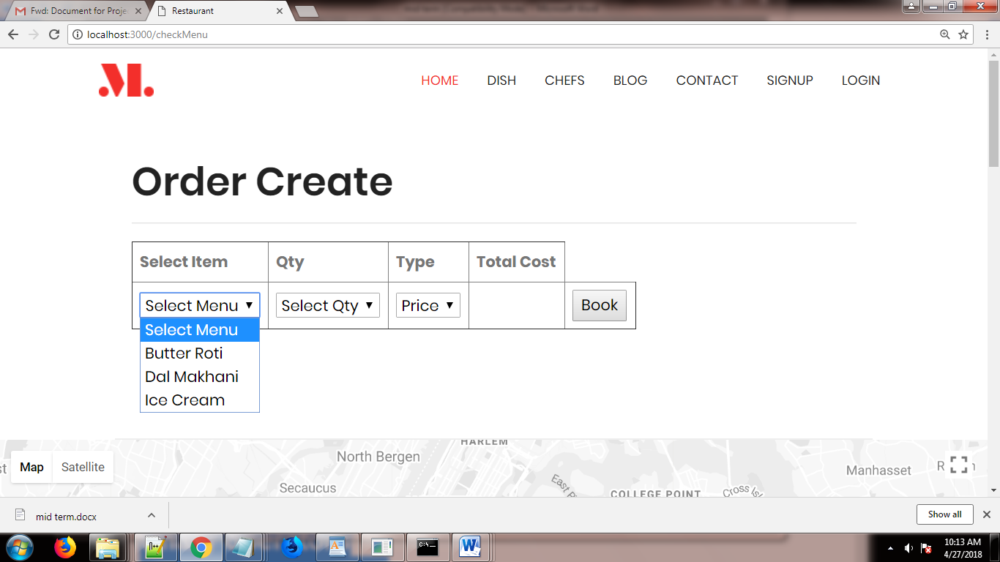 Fwd: Document for Proje
Restaurant
localhost:3000/checkMenu
M.
HOME DISH CHEFS BLOG CONTACT SIGNUP LOGIN
Order Create
Select Item Qty Type Total Cost
Select Menu Select Qty Price Book
Select Menu
Butter Roti
Dal Makhani
Ice Cream
HARLEM
North Bergen
Map Satellite
Manhasset
Secaucus
East
COLLEGE POINT
Cross
mid term.docx
Show all
10:13 AM
4/27/2018